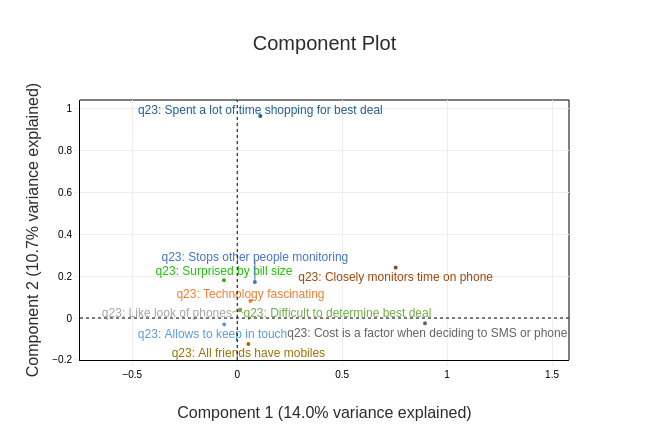 Component Plot
Component 2 (10.7% variance explained)
1
0.8
0.6
0.4
0.2
0
−0.2
q23: Spent a lot of time shopping for best deal
q23: Stops other people monitoring
q23: Surprised by bill size
q23: Closely monitors time on phone
q23: Technology fascinating
q23: Like look of phones
q23: Difficult to determine best deal
q23: Allows to keep in touch
q23: Cost is a factor when deciding to SMS or phone
q23: All friends have mobiles
−0.5
0
0.5
1
1.5
Component 1 (14.0% variance explained)